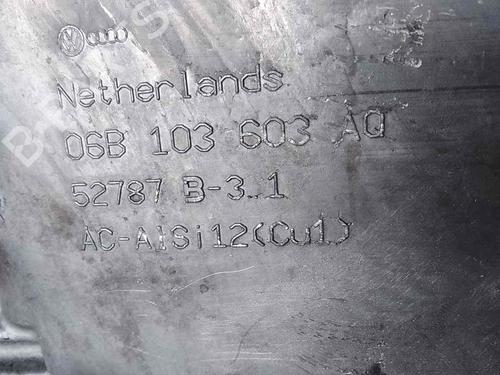 Netherlands
06B 103 603 AQ
52787 B-3.1
AC-AlSi12(Cu1)